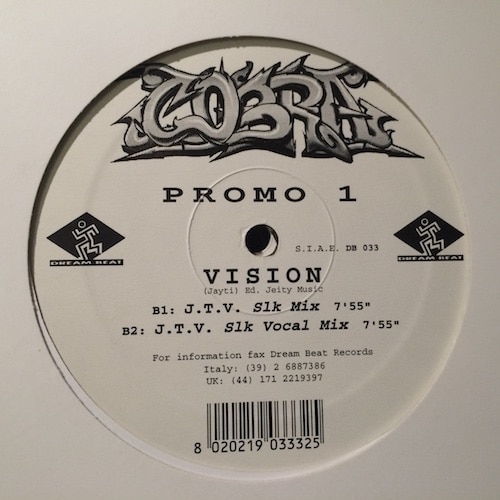 COBRA
PROMO 1
S.I.A.E. DB 033
DREAM BEAT
DREAM BEAT
VISION
(Jayti) Ed. Jeity Music
B1: J.T.V. Slk Mix 7'55"
B2: J.T.V. Slk Vocal Mix 7'55"
For information fax Dream Beat Records
Italy: (39) 2 6887386
UK: (44) 171 2219397
8 020219 033325